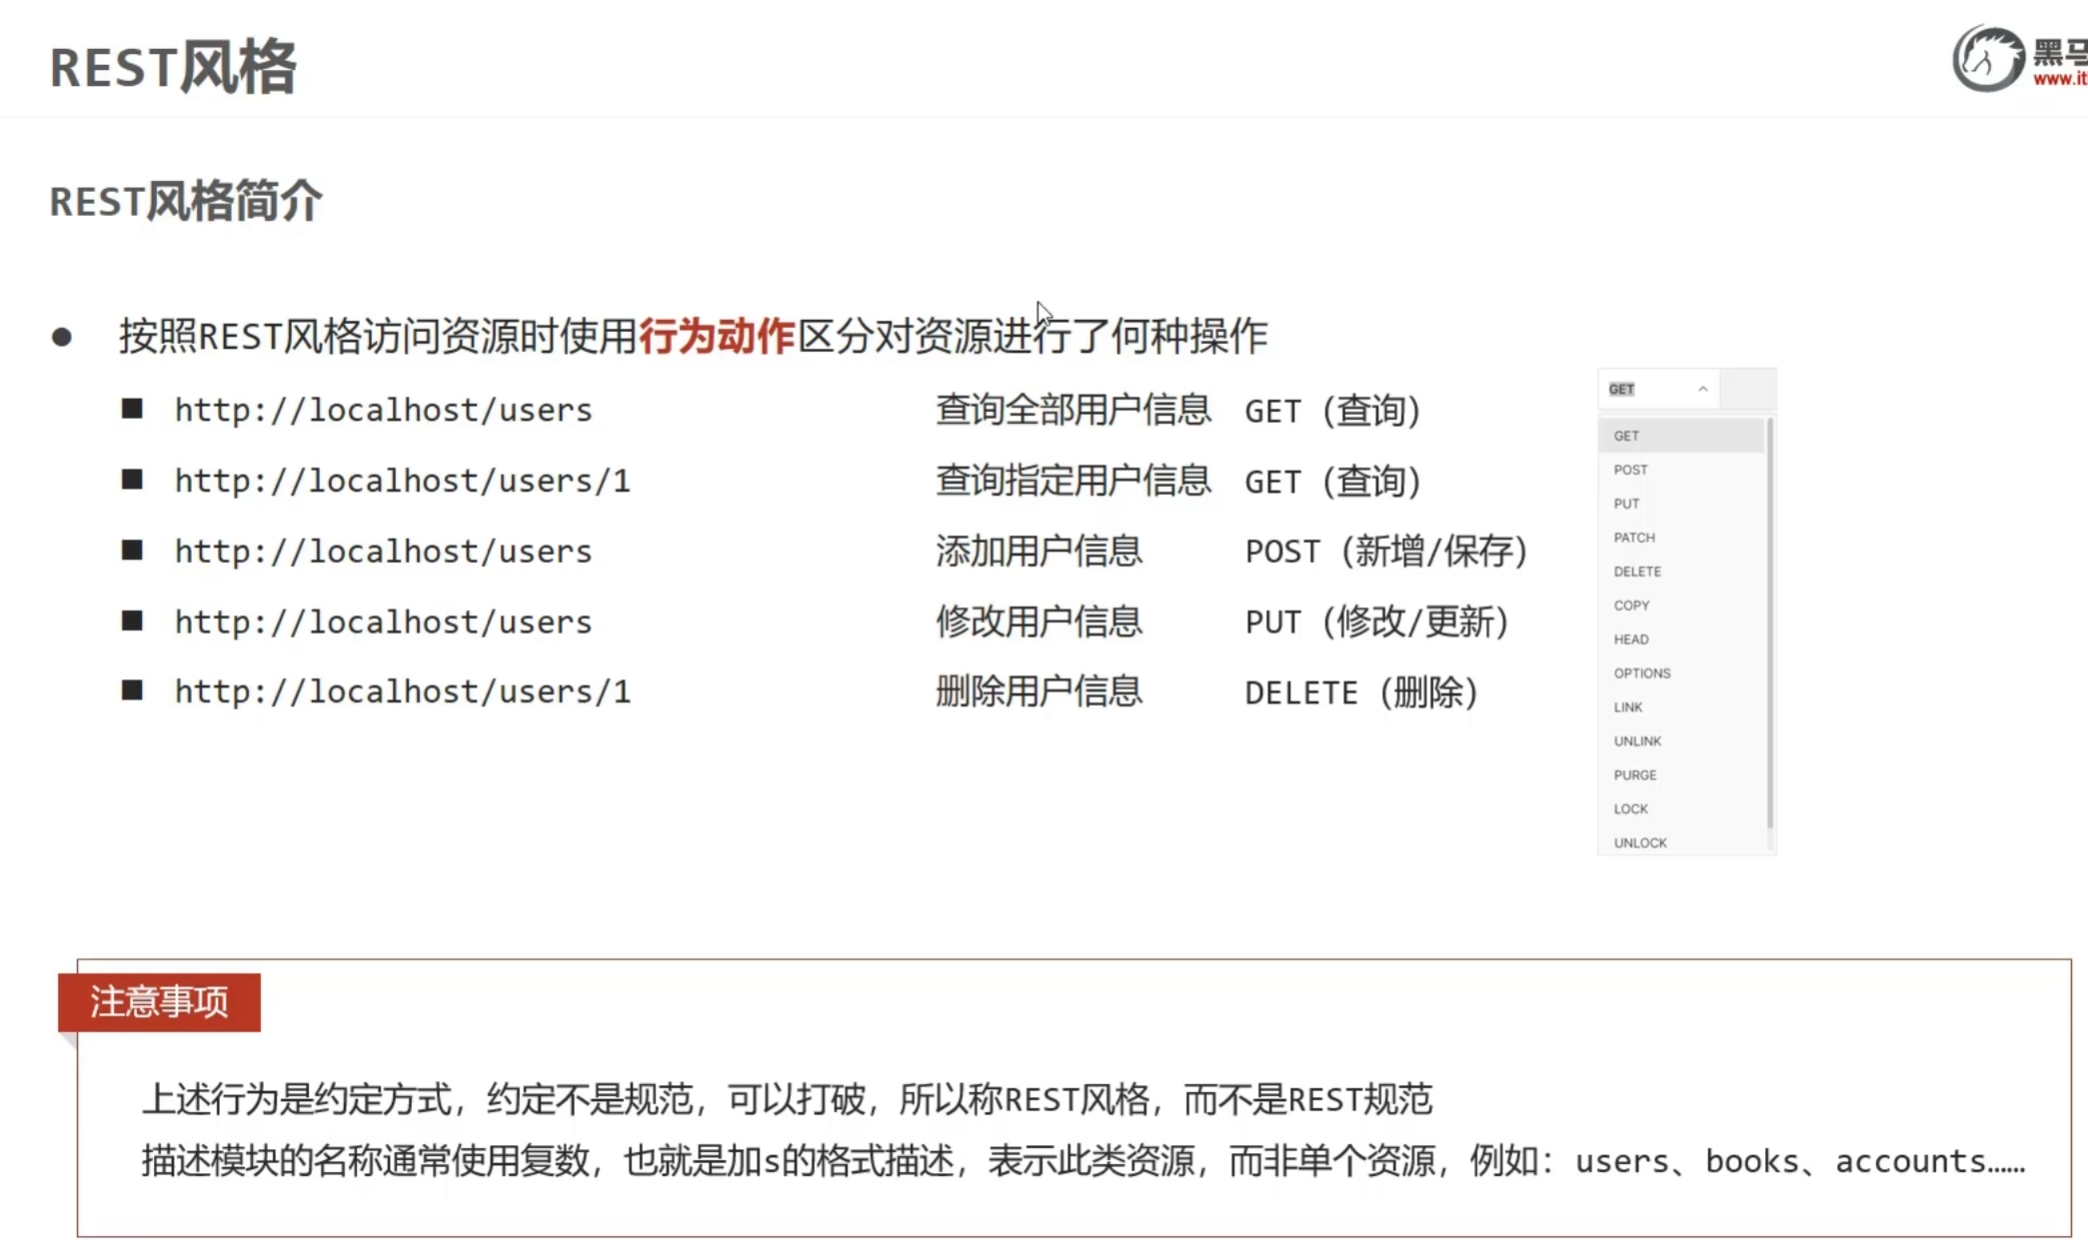 REST风格
黑马
www.it
REST风格简介
● 按照REST风格访问资源时使用行为动作区分对资源进行了何种操作
■ http://localhost/users 查询全部用户信息 GET（查询）
■ http://localhost/users/1 查询指定用户信息 GET（查询）
■ http://localhost/users 添加用户信息 POST（新增/保存）
■ http://localhost/users 修改用户信息 PUT（修改/更新）
■ http://localhost/users/1 删除用户信息 DELETE（删除）
GET
GET
POST
PUT
PATCH
DELETE
COPY
HEAD
OPTIONS
LINK
UNLINK
PURGE
LOCK
UNLOCK
注意事项
上述行为是约定方式，约定不是规范，可以打破，所以称REST风格，而不是REST规范
描述模块的名称通常使用复数，也就是加s的格式描述，表示此类资源，而非单个资源，例如：users、books、accounts……